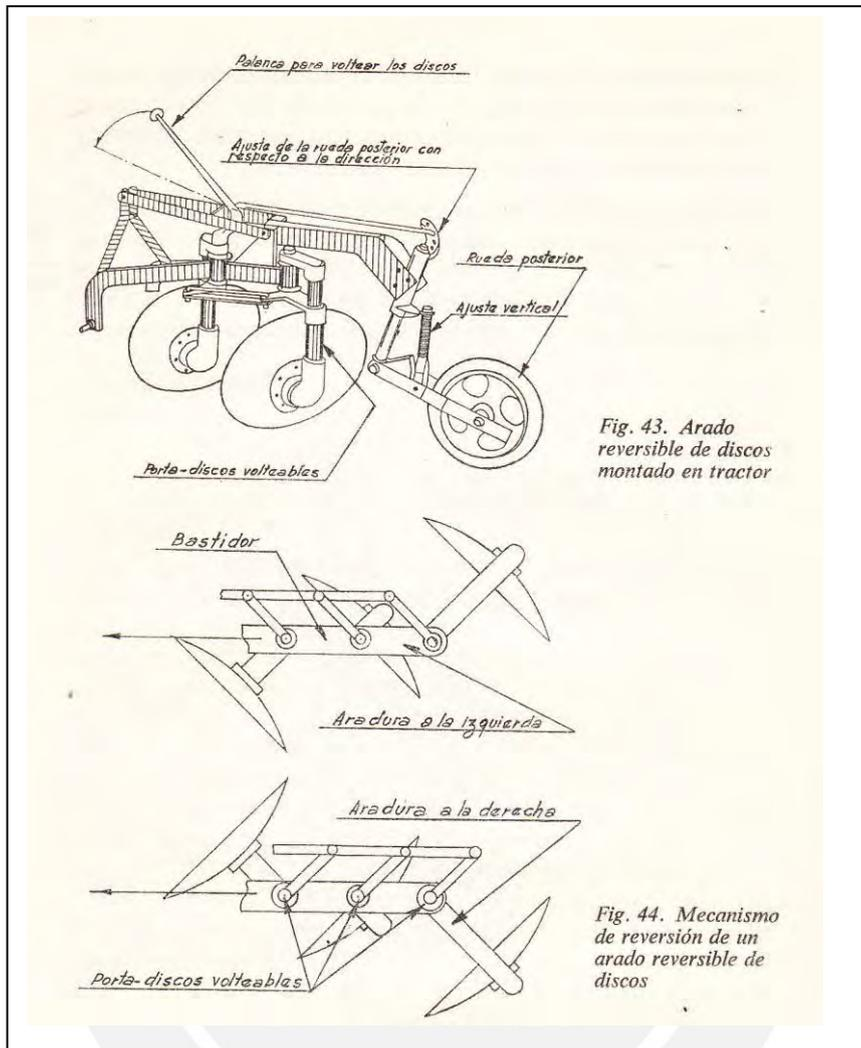 Palanca para voltear los discos
Ajuste de la rueda posterior con
respecto a la dirección
Rueda posterior
Ajuste vertical
Fig. 43. Arado
reversible de discos
montado en tractor
Porta-discos volteables
Bastidor
Aradura a la izquierda
Aradura a la derecha
Fig. 44. Mecanismo
de reversión de un
arado reversible de
discos
Porta-discos volteables